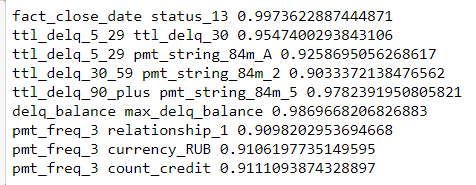 fact_close_date status_13 0.9973622887444871
ttl_delq_5_29 ttl_delq_30 0.9547400293843106
ttl_delq_5_29 pmt_string_84m_A 0.9258695056268617
ttl_delq_30_59 pmt_string_84m_2 0.9033372138476562
ttl_delq_90_plus pmt_string_84m_5 0.9782391950805821
delq_balance max_delq_balance 0.9869668206826883
pmt_freq_3 relationship_1 0.9098202953694668
pmt_freq_3 currency_RUB 0.9106197735149595
pmt_freq_3 count_credit 0.9111093874328897